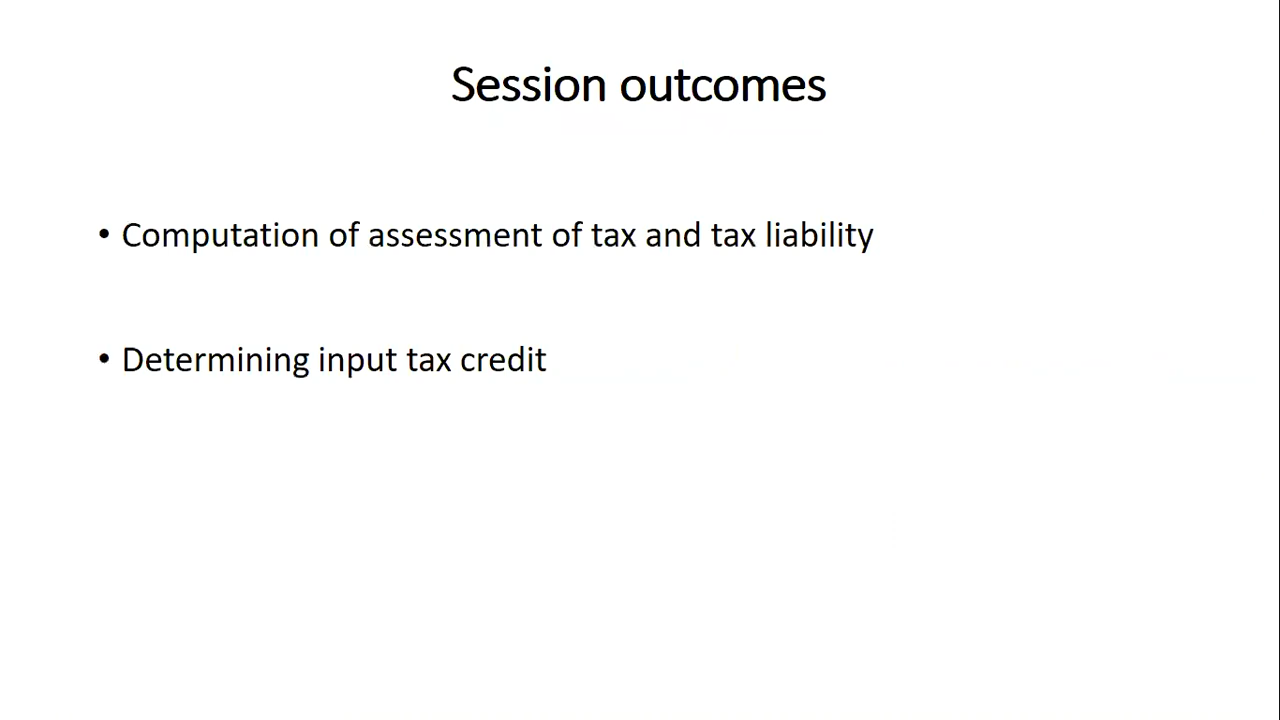 Session outcomes
• Computation of assessment of tax and tax liability
• Determining input tax credit